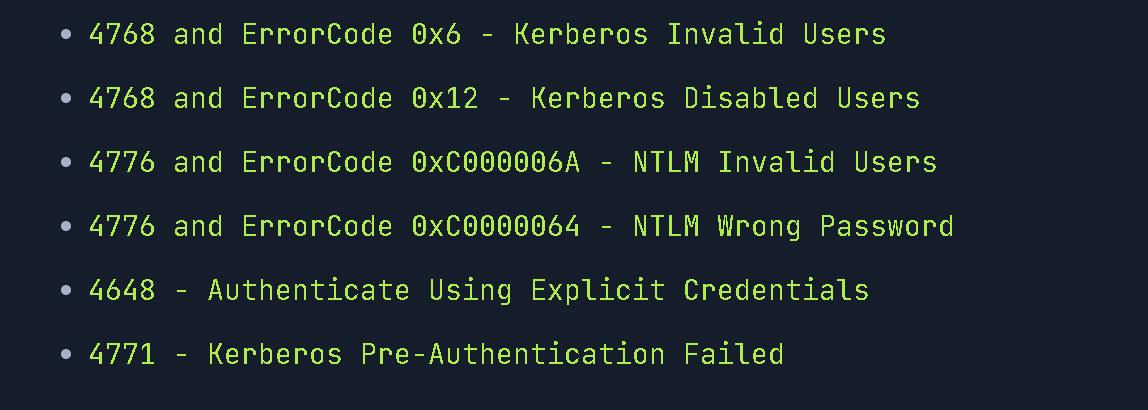 4768 and ErrorCode 0x6 - Kerberos Invalid Users
4768 and ErrorCode 0x12 - Kerberos Disabled Users
4776 and ErrorCode 0xC000006A - NTLM Invalid Users
4776 and ErrorCode 0xC0000064 - NTLM Wrong Password
4648 - Authenticate Using Explicit Credentials
4771 - Kerberos Pre-Authentication Failed